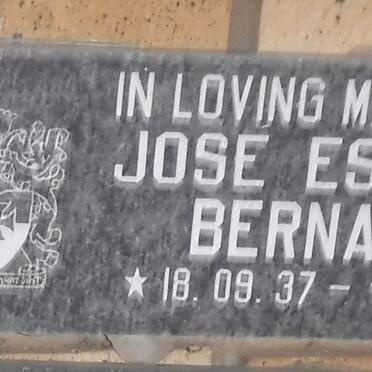 IN LOVING M
JOSE ES
BERNA
★ 18. 09. 37 -